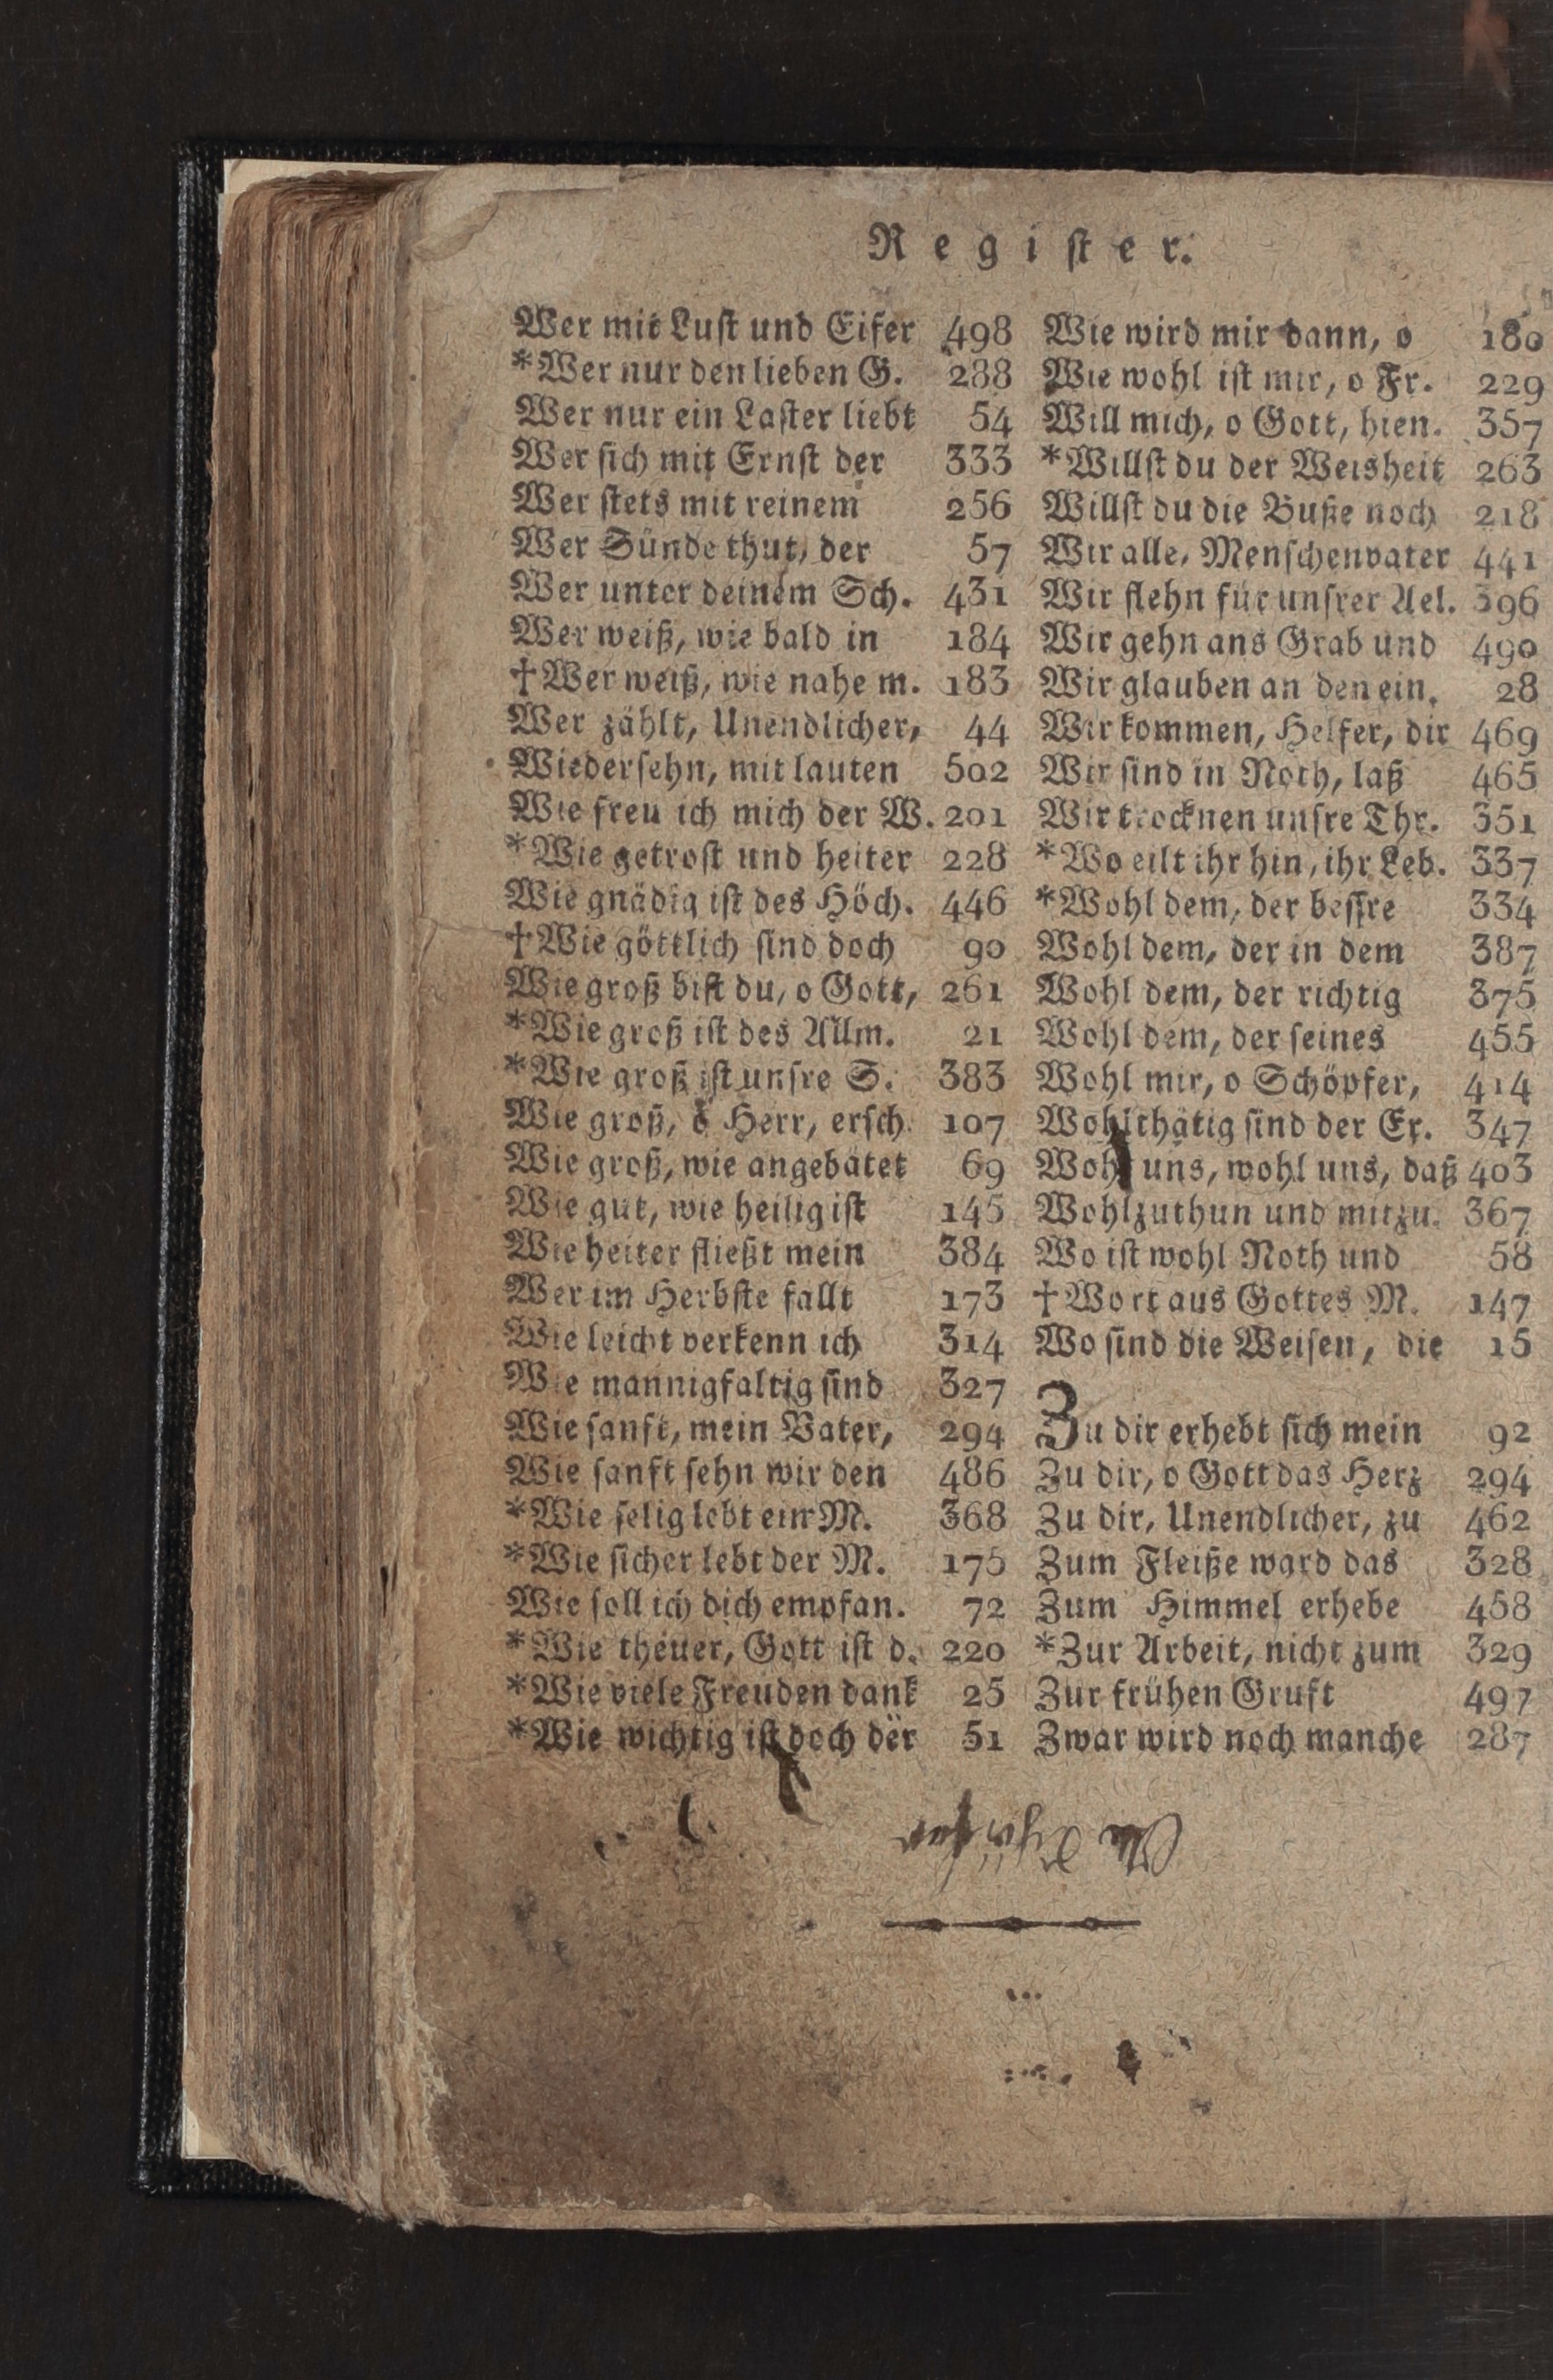 Register.
Wer mit Lust und Eifer 498
*Wer nur den lieben G. 288
Wer nur ein Laster liebt 54
Wer sich mit Ernst der 333
Wer stets mit reinem 256
Wer Sünde thut, der 57
Wer unter deinem Sch. 431
Wer weiß, wie bald in 184
†Wer weiß, wie nahe m. 183
Wer zählt, Unendlicher, 44
Wiedersehn, mit lauten 502
Wie freu ich mich der W. 201
*Wie getrost und heiter 228
Wie gnädig ist des Höch. 446
†Wie göttlich sind doch 90
Wie groß bist du, o Gott, 261
*Wie groß ist des Allm. 21
*Wie groß ist unsre S. 383
Wie groß, o Herr, ersch. 107
Wie groß, wie angebätet 69
Wie gut, wie heilig ist 145
Wie heiter fließt mein 384
Wer im Herbste fällt 173
Wie leicht verkenn ich 314
Wie mannigfaltig sind 327
Wie sanft, mein Vater, 294
Wie sanft sehn wir den 486
*Wie selig lebt ein M. 368
*Wie sicher lebt der M. 175
Wie soll ich dich empfan. 72
*Wie theuer, Gott ist d. 220
*Wie viele Freuden dank 25
*Wie wichtig ist doch der 51
Wie wird mir dann, o 180
Wie wohl ist mir, o Fr. 229
Will mich, o Gott, hien. 357
*Willst du der Weisheit 263
Willst du die Buße noch 218
Wir alle, Menschenvater 441
Wir flehn für unsrer Ael. 396
Wir gehn ans Grab und 490
Wir glauben an den ein. 28
Wir kommen, Helfer, dir 469
Wir sind in Noth, laß 465
Wir trocknen unsre Thr. 351
*Wo eilt ihr hin, ihr Leb. 337
*Wohl dem, der bessre 334
Wohl dem, der in dem 387
Wohl dem, der richtig 375
Wohl dem, der seines 455
Wohl mir, o Schöpfer, 414
Wohlthätig sind der Er. 347
Wohl uns, wohl uns, daß 403
Wohlzuthun und mitzu. 367
Wo ist wohl Noth und 58
†Wort aus Gottes M. 147
Wo sind die Weisen, die 15
Zu dir erhebt sich mein 92
Zu dir, o Gott das Herz 294
Zu dir, Unendlicher, zu 462
Zum Fleiße ward das 328
Zum Himmel erhebe 458
*Zur Arbeit, nicht zum 329
Zur frühen Gruft 497
Zwar wird noch manche 287